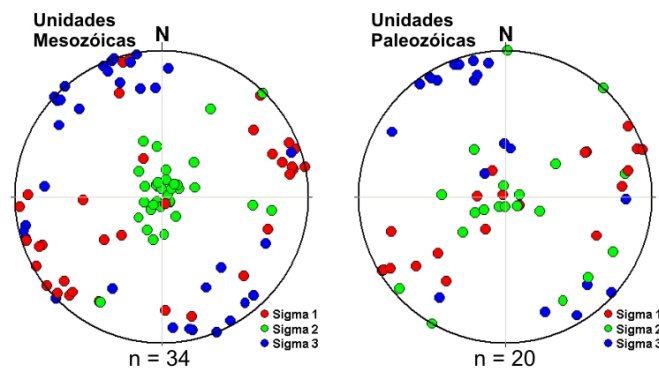 Unidades
Mesozóicas
N
Sigma 1
Sigma 2
Sigma 3
n = 34
Unidades
Paleozóicas
N
Sigma 1
Sigma 2
Sigma 3
n = 20